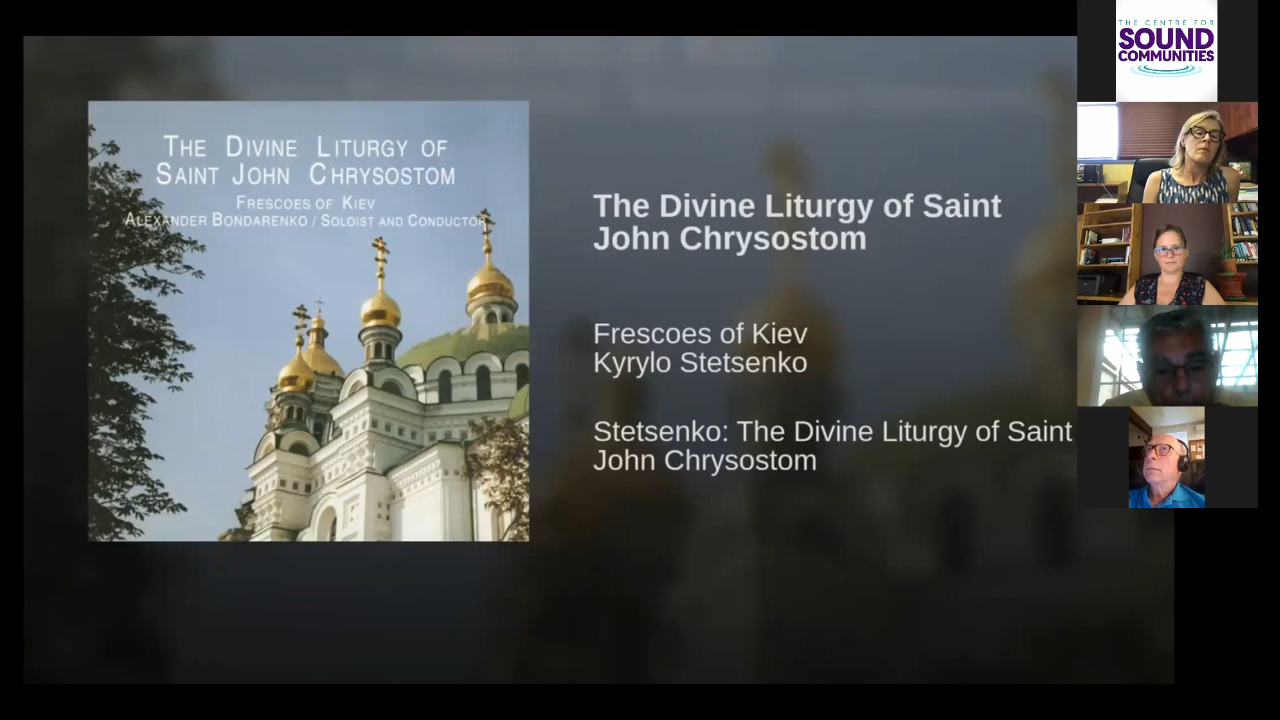 The Divine Liturgy of
Saint John Chrysostom
Frescoes of Kiev
Alexander Bondarenko / Soloist and Conductor
The Divine Liturgy of Saint
John Chrysostom
Frescoes of Kiev
Kyrylo Stetsenko
Stetsenko: The Divine Liturgy of Saint
John Chrysostom
THE CENTRE FOR
SOUND
COMMUNITIES